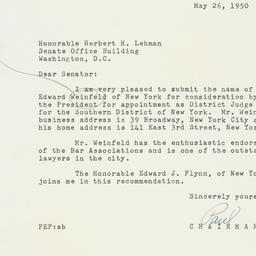 May 26, 1950
Honorable Herbert H. Lehman
Senate Office Building
Washington, D.C.
Dear Senator:
I am very pleased to submit the name of
Edward Weinfeld of New York for consideration by
the President for appointment as District Judge
for the Southern District of New York. Mr. Wein
business address is 39 Broadway, New York City a
his home address is 141 East 3rd Street, New Yor
Mr. Weinfeld has the enthusiastic endors
of the Bar Associations and is one of the outsta
lawyers in the city.
The Honorable Edward J. Flynn, of New Yo
joins me in this recommendation.
Sincerely yours
Paul
PEF:sb CHAIRMAN